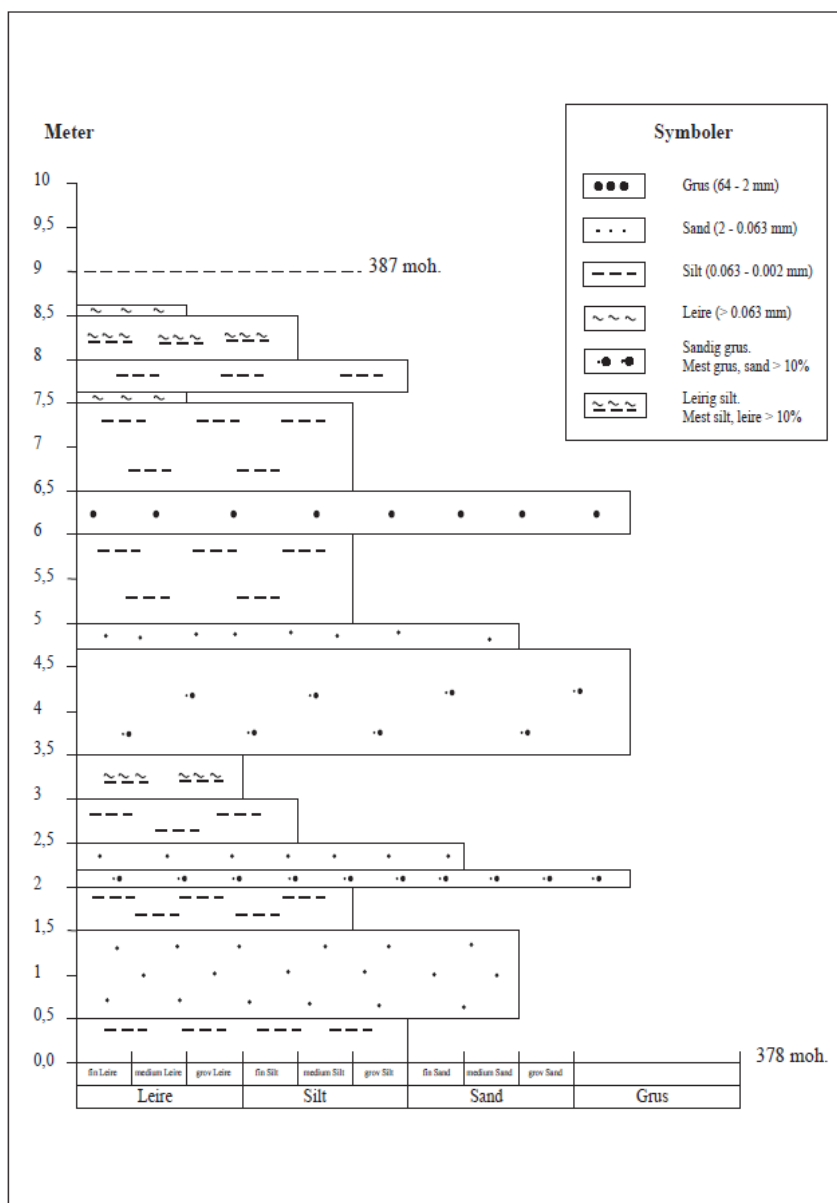 Meter
10
9,5
9
8,5
8
7,5
7
6,5
6
5,5
5
4,5
4
3,5
3
2,5
2
1,5
1
0,5
0,0
387 moh.
378 moh.
fin Leire medium Leire grov Leire fin Silt medium Silt grov Silt fin Sand medium Sand grov Sand
Leire Silt Sand Grus
Symboler
Grus (64 - 2 mm)
Sand (2 - 0.063 mm)
Silt (0.063 - 0.002 mm)
Leire (> 0.063 mm)
Sandig grus.
Mest grus, sand > 10%
Leirig silt.
Mest silt, leire > 10%